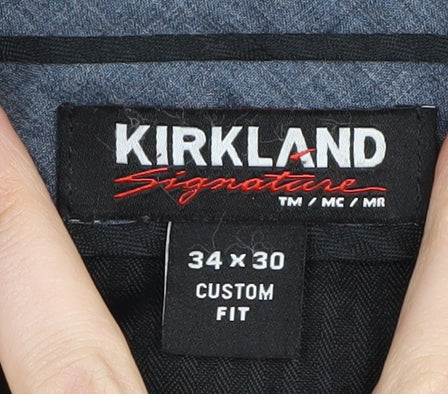 KIRKLAND
Signature
TM / MC / MR
34 x 30
CUSTOM
FIT